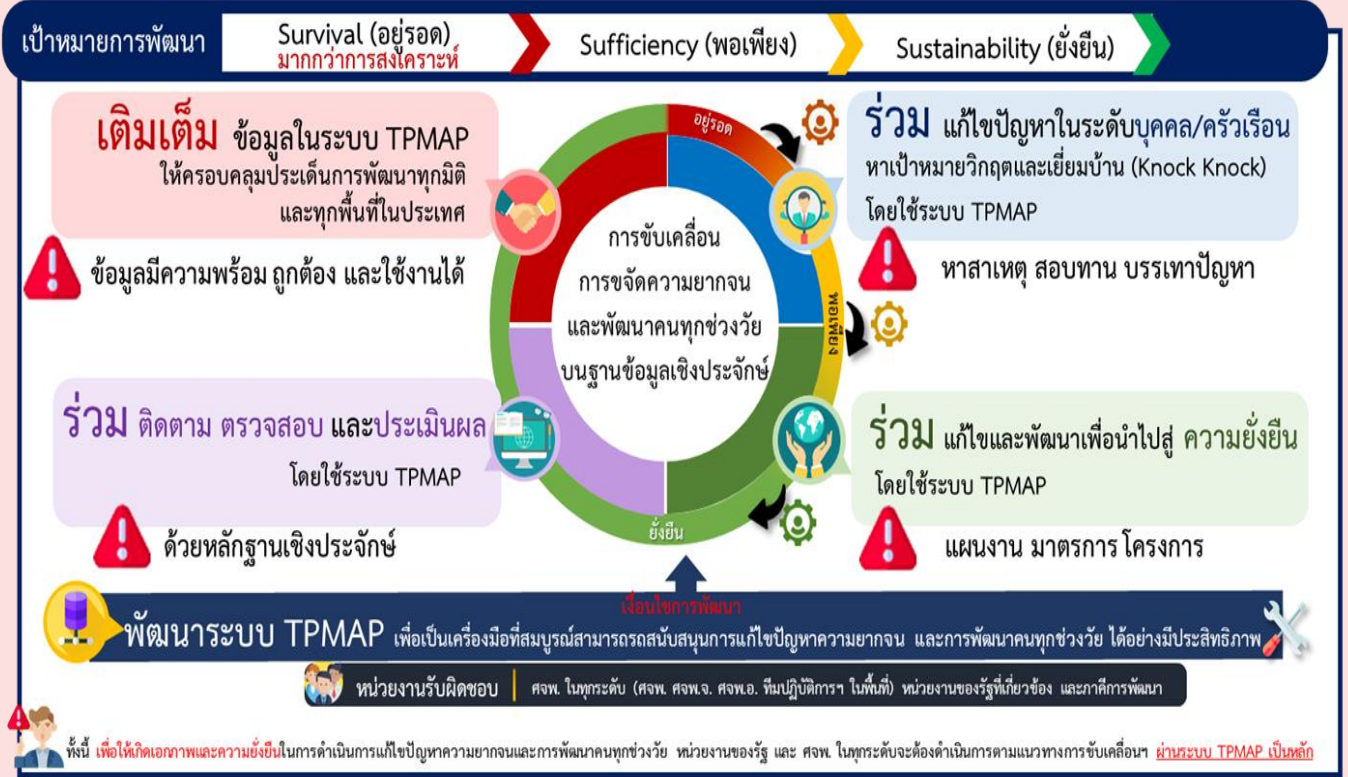 เป้าหมายการพัฒนา
Survival (อยู่รอด)
มากกว่าการสงเคราะห์
Sufficiency (พอเพียง)
Sustainability (ยั่งยืน)
เติมเต็ม ข้อมูลในระบบ TPMAP
ให้ครอบคลุมประเด็นการพัฒนาทุกมิติ
และทุกพื้นที่ในประเทศ
ข้อมูลมีความพร้อม ถูกต้อง และใช้งานได้
อยู่รอด
ร่วม แก้ไขปัญหาในระดับบุคคล/ครัวเรือน
หาเป้าหมายวิกฤตและเยี่ยมบ้าน (Knock Knock)
โดยใช้ระบบ TPMAP
หาสาเหตุ สอบทาน บรรเทาปัญหา
การขับเคลื่อน
การขจัดความยากจน
และพัฒนาคนทุกช่วงวัย
บนฐานข้อมูลเชิงประจักษ์
พอเพียง
ร่วม ติดตาม ตรวจสอบ และประเมินผล
โดยใช้ระบบ TPMAP
ด้วยหลักฐานเชิงประจักษ์
ร่วม แก้ไขและพัฒนาเพื่อนำไปสู่ ความยั่งยืน
โดยใช้ระบบ TPMAP
แผนงาน มาตรการ โครงการ
ยั่งยืน
เงื่อนไขการพัฒนา
พัฒนาระบบ TPMAP เพื่อเป็นเครื่องมือที่สมบูรณ์สามารถรถสนับสนุนการแก้ไขปัญหาความยากจน และการพัฒนาคนทุกช่วงวัย ได้อย่างมีประสิทธิภาพ
หน่วยงานรับผิดชอบ | ศจพ. ในทุกระดับ (ศจพ. ศจพ.จ. ศจพ.อ. ทีมปฏิบัติการฯ ในพื้นที่) หน่วยงานของรัฐที่เกี่ยวข้อง และภาคีการพัฒนา
ทั้งนี้ เพื่อให้เกิดเอกภาพและความยั่งยืนในการดำเนินการแก้ไขปัญหาความยากจนและการพัฒนาคนทุกช่วงวัย หน่วยงานของรัฐ และ ศจพ. ในทุกระดับจะต้องดำเนินการตามแนวทางการขับเคลื่อนฯ ผ่านระบบ TPMAP เป็นหลัก